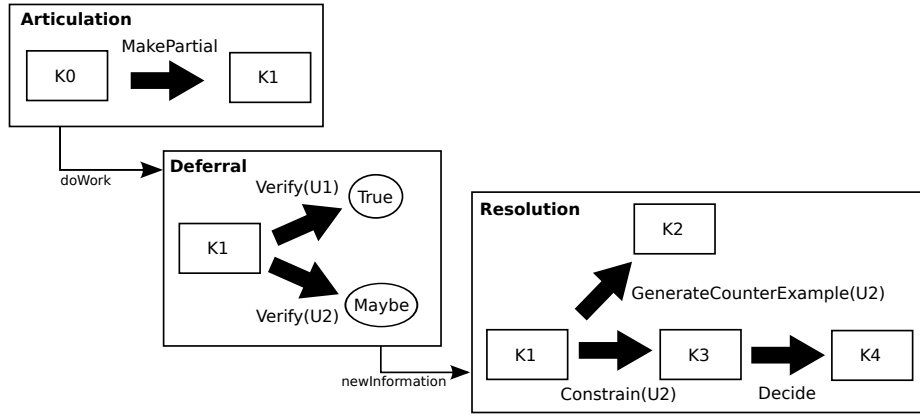 Articulation
MakePartial
K0
K1
doWork
Deferral
Verify(U1)
True
K1
Verify(U2)
Maybe
newInformation
Resolution
K2
GenerateCounterExample(U2)
K1
K3
K4
Constrain(U2)
Decide